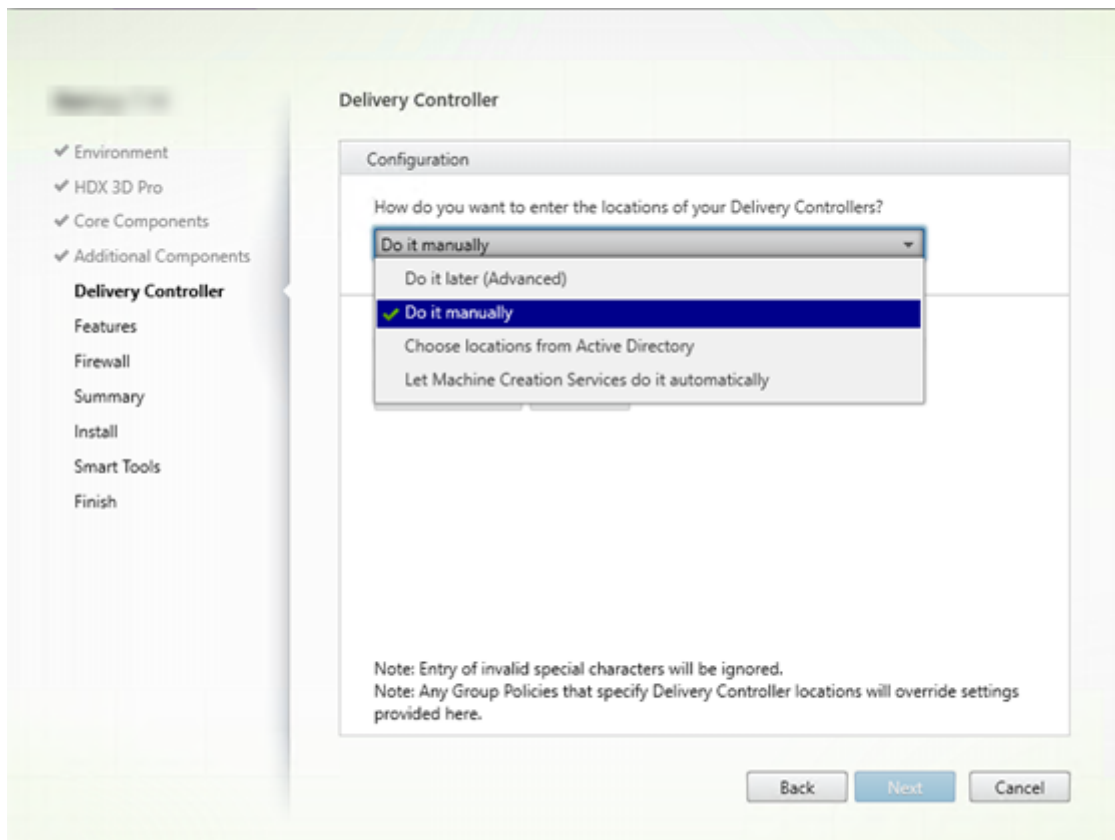 Delivery Controller
Environment
HDX 3D Pro
Core Components
Additional Components
Delivery Controller
Features
Firewall
Summary
Install
Smart Tools
Finish
Configuration
How do you want to enter the locations of your Delivery Controllers?
Do it manually
Do it later (Advanced)
Do it manually
Choose locations from Active Directory
Let Machine Creation Services do it automatically
Note: Entry of invalid special characters will be ignored.
Note: Any Group Policies that specify Delivery Controller locations will override settings
provided here.
Back
Next
Cancel